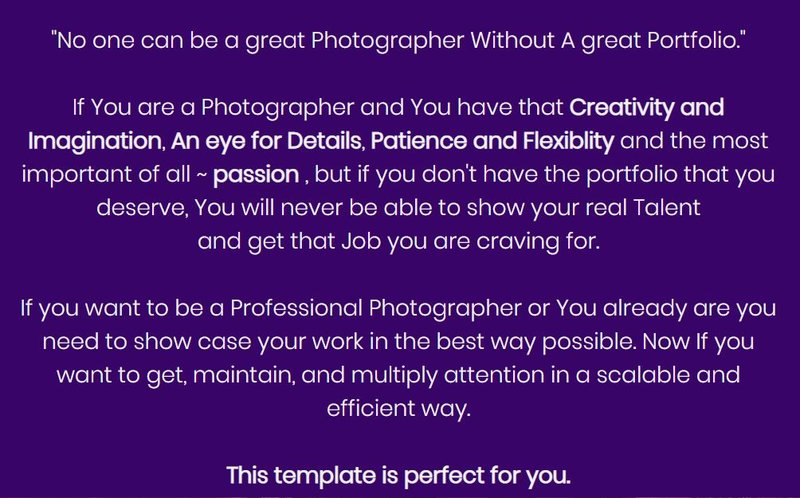 "No one can be a great Photographer Without A great Portfolio."
If You are a Photographer and You have that Creativity and
Imagination, An eye for Details, Patience and Flexiblity and the most
important of all ~ passion , but if you don't have the portfolio that you
deserve, You will never be able to show your real Talent
and get that Job you are craving for.
If you want to be a Professional Photographer or You already are you
need to show case your work in the best way possible. Now If you
want to get, maintain, and multiply attention in a scalable and
efficient way.
This template is perfect for you.